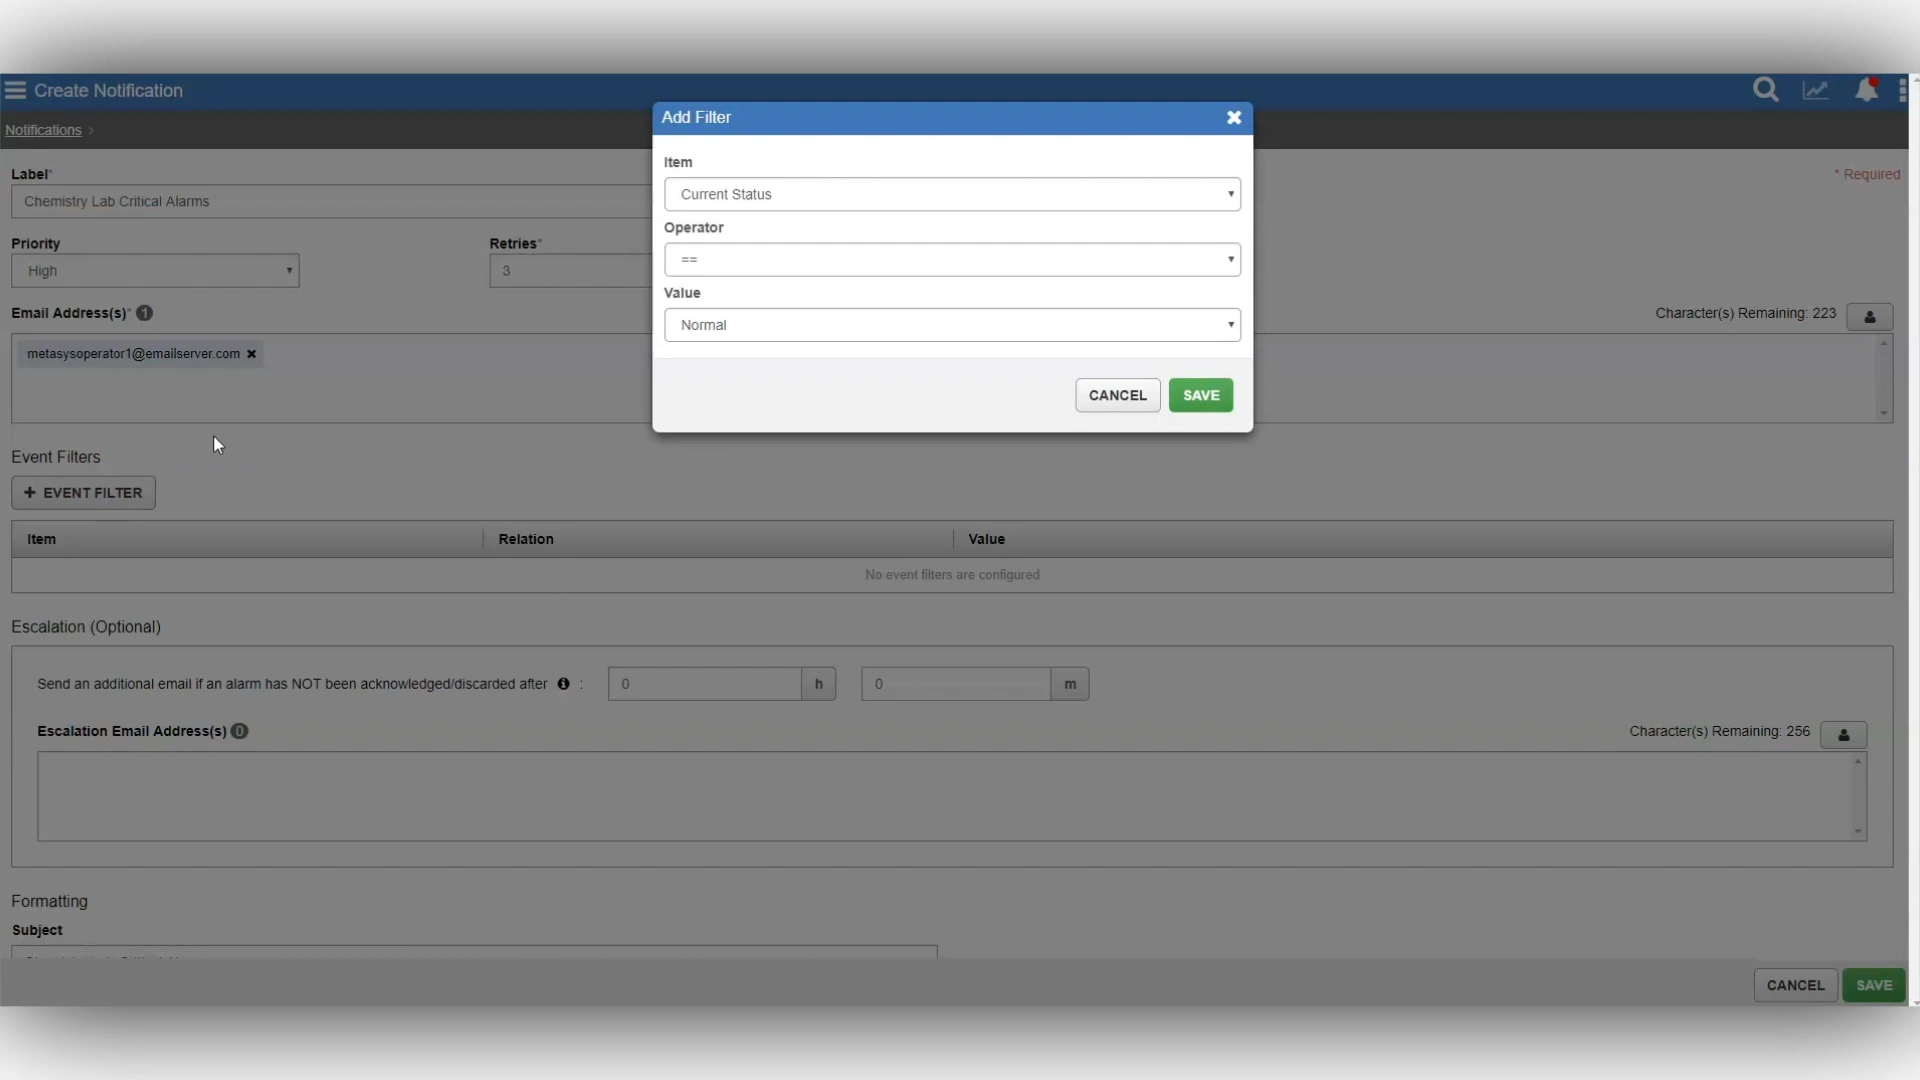 Create Notification
Notifications >
Label*
* Required
Chemistry Lab Critical Alarms
Priority
Retries*
High
3
Email Address(s)* 1
Character(s) Remaining: 223
metasysoperator1@emailserver.com ×
Add Filter
Item
Current Status
Operator
==
Value
Normal
CANCEL
SAVE
Event Filters
+ EVENT FILTER
Item
Relation
Value
No event filters are configured
Escalation (Optional)
Send an additional email if an alarm has NOT been acknowledged/discarded after i :
0 h
0 m
Escalation Email Address(s) 0
Character(s) Remaining: 256
Formatting
Subject
CANCEL
SAVE